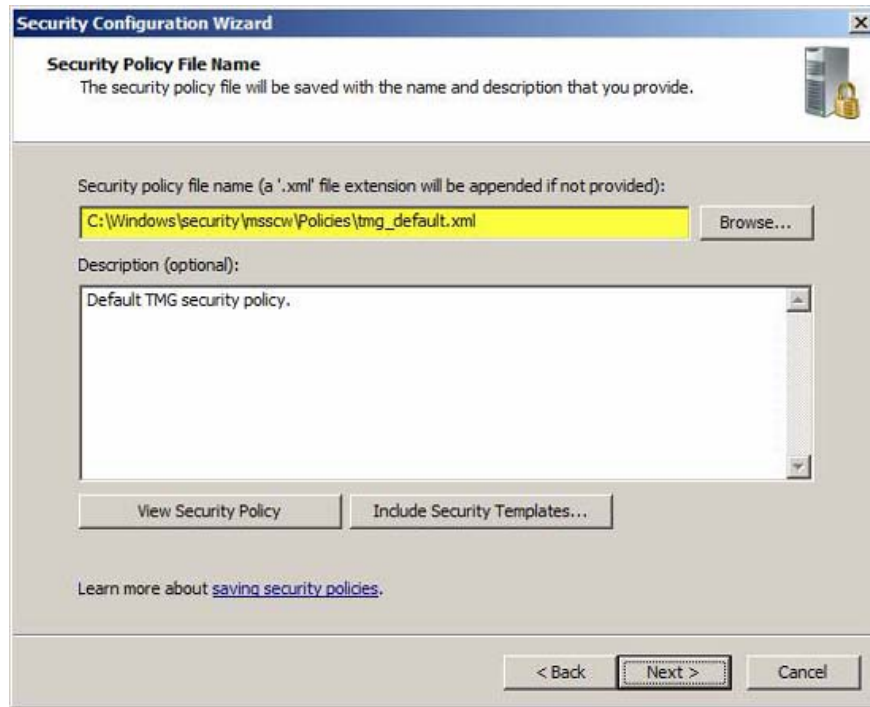 Security Configuration Wizard
Security Policy File Name
The security policy file will be saved with the name and description that you provide.
Security policy file name (a '.xml' file extension will be appended if not provided):
C:\Windows\security\msscw\Policies\tmg_default.xml
Browse...
Description (optional):
Default TMG security policy.
View Security Policy
Include Security Templates...
Learn more about saving security policies.
< Back
Next >
Cancel